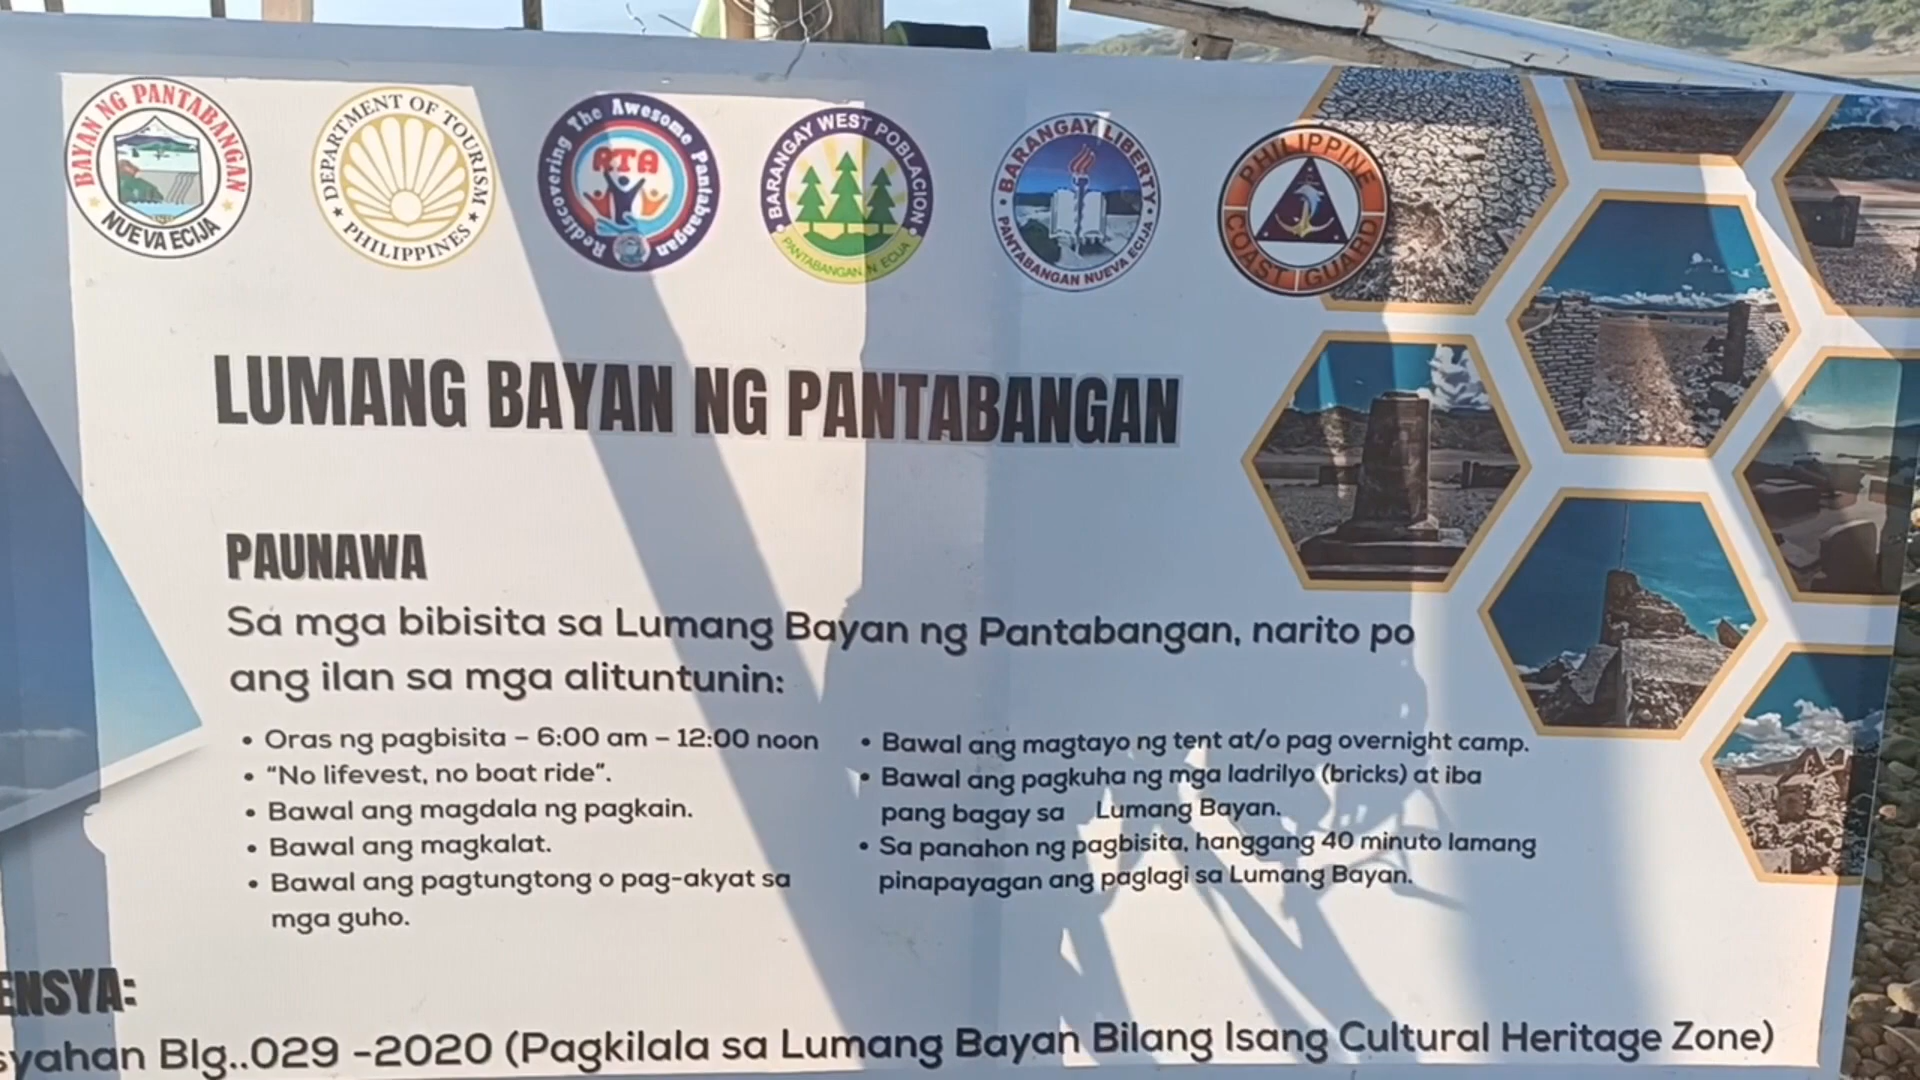 BAYAN NG PANTABANGAN
NUEVA ECIJA
DEPARTMENT OF TOURISM
PHILIPPINES
Rediscovering The Awesome Pantabangan
RTA
BARANGAY WEST POBLACION
PANTABANGAN N ECIJA
BARANGAY LIBERTY
PANTABANGAN NUEVA ECIJA
PHILIPPINE
COAST GUARD
LUMANG BAYAN NG PANTABANGAN
PAUNAWA
Sa mga bibisita sa Lumang Bayan ng Pantabangan, narito po
ang ilan sa mga alituntunin:
• Oras ng pagbisita – 6:00 am – 12:00 noon
• “No lifevest, no boat ride”.
• Bawal ang magdala ng pagkain.
• Bawal ang magkalat.
• Bawal ang pagtungtong o pag-akyat sa
mga guho.
• Bawal ang magtayo ng tent at/o pag overnight camp.
• Bawal ang pagkuha ng mga ladrilyo (bricks) at iba
pang bagay sa Lumang Bayan.
• Sa panahon ng pagbisita, hanggang 40 minuto lamang
pinapayagan ang paglagi sa Lumang Bayan.
ENSYA:
syahan Blg..029 -2020 (Pagkilala sa Lumang Bayan Bilang Isang Cultural Heritage Zone)